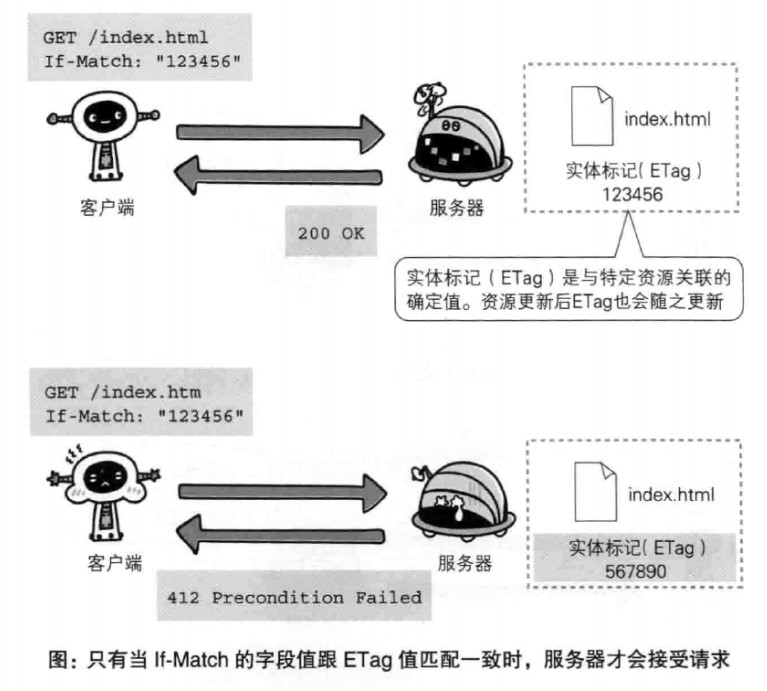 GET /index.html
If-Match: "123456"
客户端
服务器
200 OK
index.html
实体标记( ETag )
123456
实体标记( ETag )是与特定资源关联的
确定值。资源更新后ETag也会随之更新
GET /index.htm
If-Match: "123456"
客户端
服务器
412 Precondition Failed
index.html
实体标记( ETag )
567890
图：只有当 If-Match 的字段值跟 ETag 值匹配一致时，服务器才会接受请求